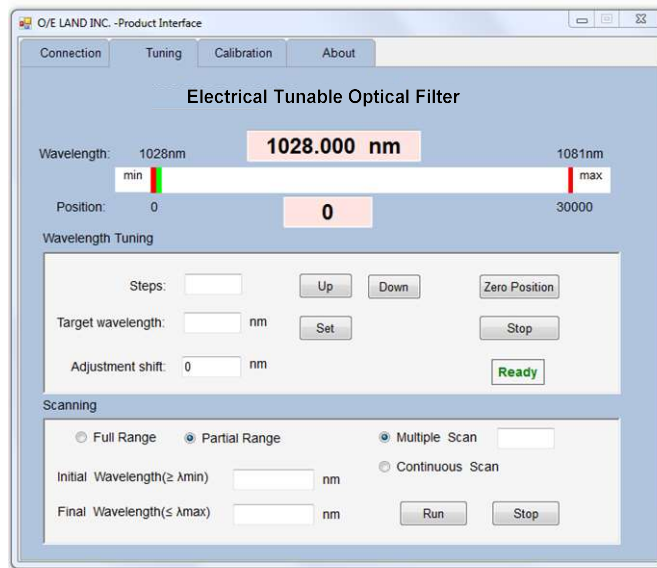 O/E LAND INC. -Product Interface
Connection Tuning Calibration About
Electrical Tunable Optical Filter
Wavelength: 1028nm 1028.000 nm 1081nm
min max
Position: 0 0 30000
Wavelength Tuning
Steps: Up Down Zero Position
Target wavelength: nm Set Stop
Adjustment shift: 0 nm Ready
Scanning
Full Range Partial Range Multiple Scan
Continuous Scan
Initial Wavelength(≥ λmin) nm
Final Wavelength(≤ λmax) nm Run Stop